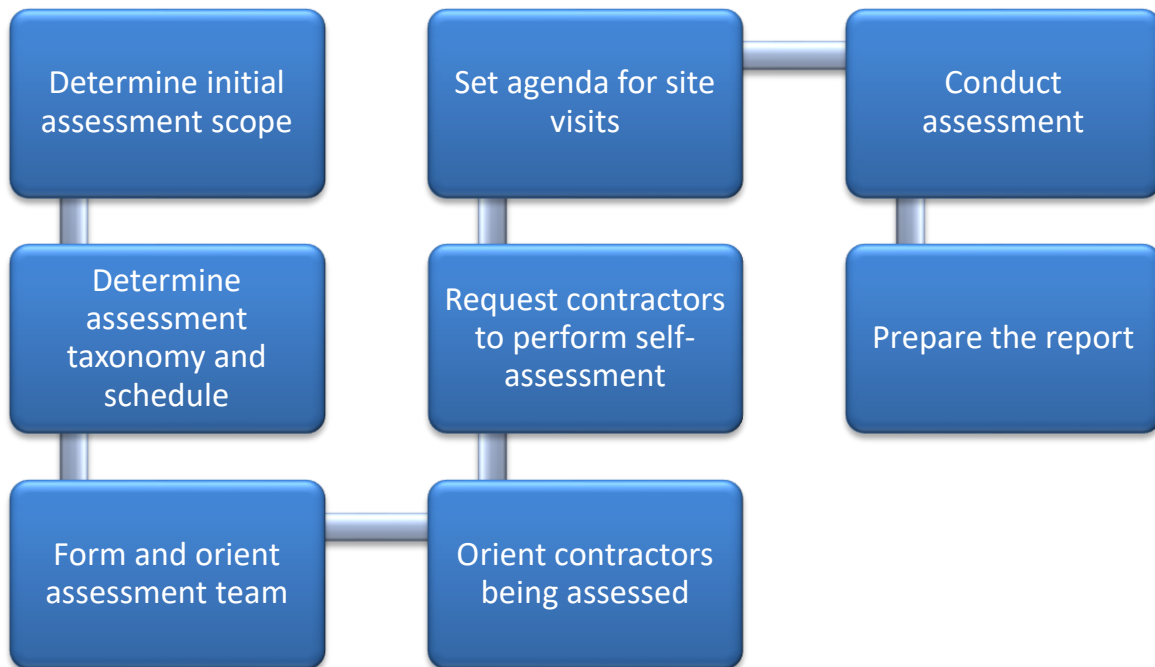 Determine initial
assessment scope
Determine
assessment
taxonomy and
schedule
Form and orient
assessment team
Orient contractors
being assessed
Request contractors
to perform self-
assessment
Set agenda for site
visits
Conduct
assessment
Prepare the report